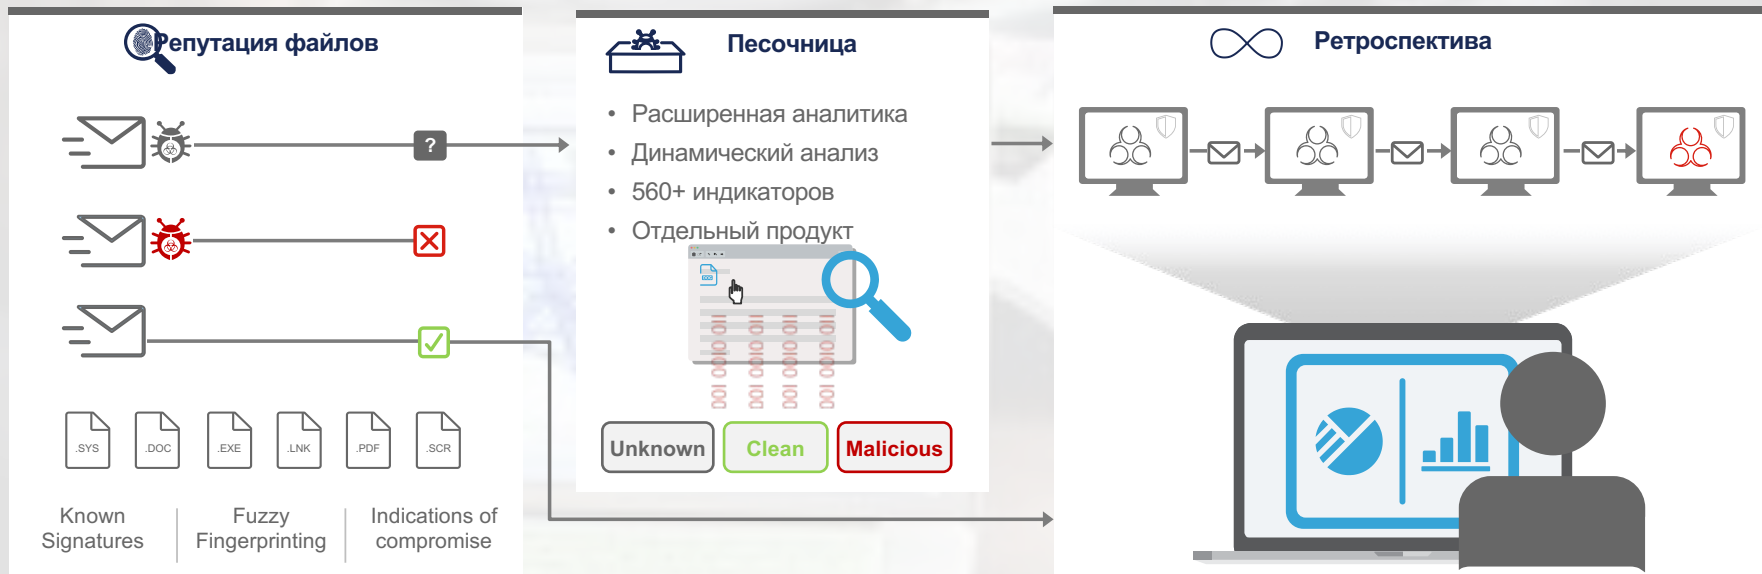 Репутация файлов
?
.SYS
.DOC
.EXE
.LNK
.PDF
.SCR
Known
Signatures
Fuzzy
Fingerprinting
Indications of
compromise
Песочница
• Расширенная аналитика
• Динамический анализ
• 560+ индикаторов
• Отдельный продукт
Unknown
Clean
Malicious
Ретроспектива